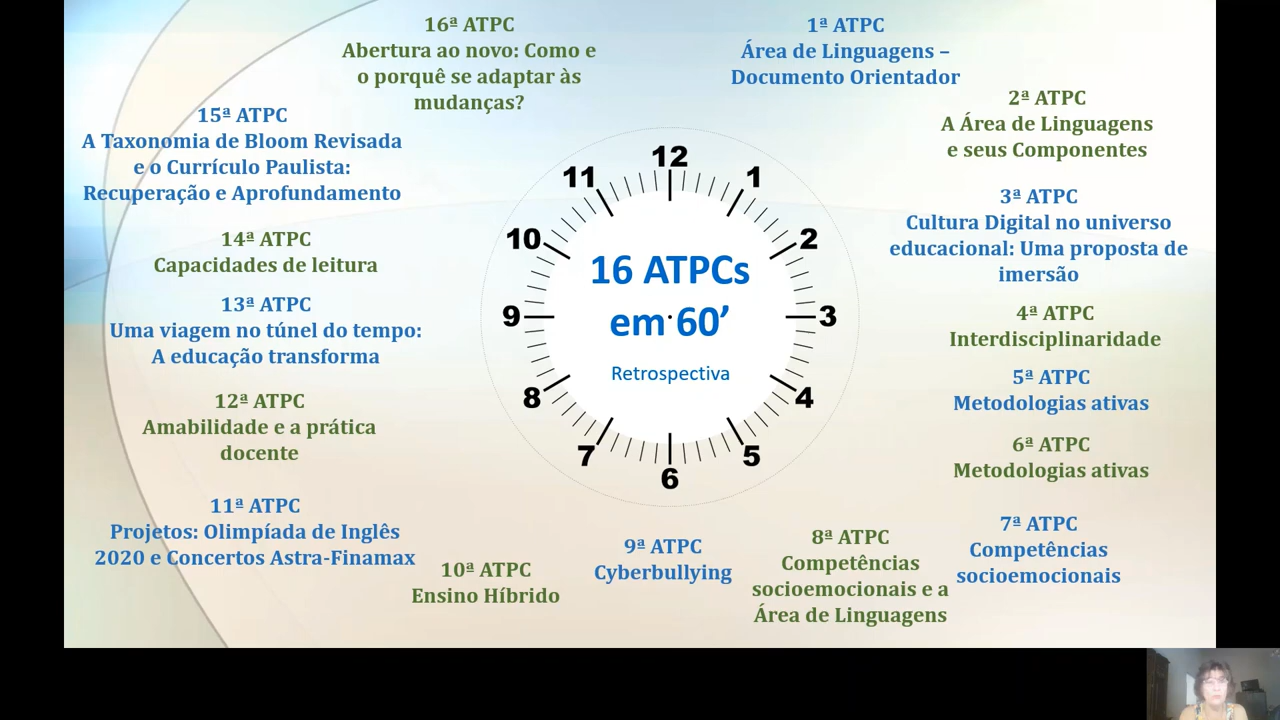 16ª ATPC
Abertura ao novo: Como e
o porquê se adaptar às
mudanças?
1ª ATPC
Área de Linguagens –
Documento Orientador
2ª ATPC
A Área de Linguagens
e seus Componentes
15ª ATPC
A Taxonomia de Bloom Revisada
e o Currículo Paulista:
Recuperação e Aprofundamento
3ª ATPC
Cultura Digital no universo
educacional: Uma proposta de
imersão
14ª ATPC
Capacidades de leitura
4ª ATPC
Interdisciplinaridade
13ª ATPC
Uma viagem no túnel do tempo:
A educação transforma
5ª ATPC
Metodologias ativas
12ª ATPC
Amabilidade e a prática
docente
6ª ATPC
Metodologias ativas
11ª ATPC
Projetos: Olimpíada de Inglês
2020 e Concertos Astra-Finamax
7ª ATPC
Competências
socioemocionais
10ª ATPC
Ensino Híbrido
9ª ATPC
Cyberbullying
8ª ATPC
Competências
socioemocionais e a
Área de Linguagens
12
1
2
3
4
5
6
7
8
9
10
11
16 ATPCs
em 60’
Retrospectiva